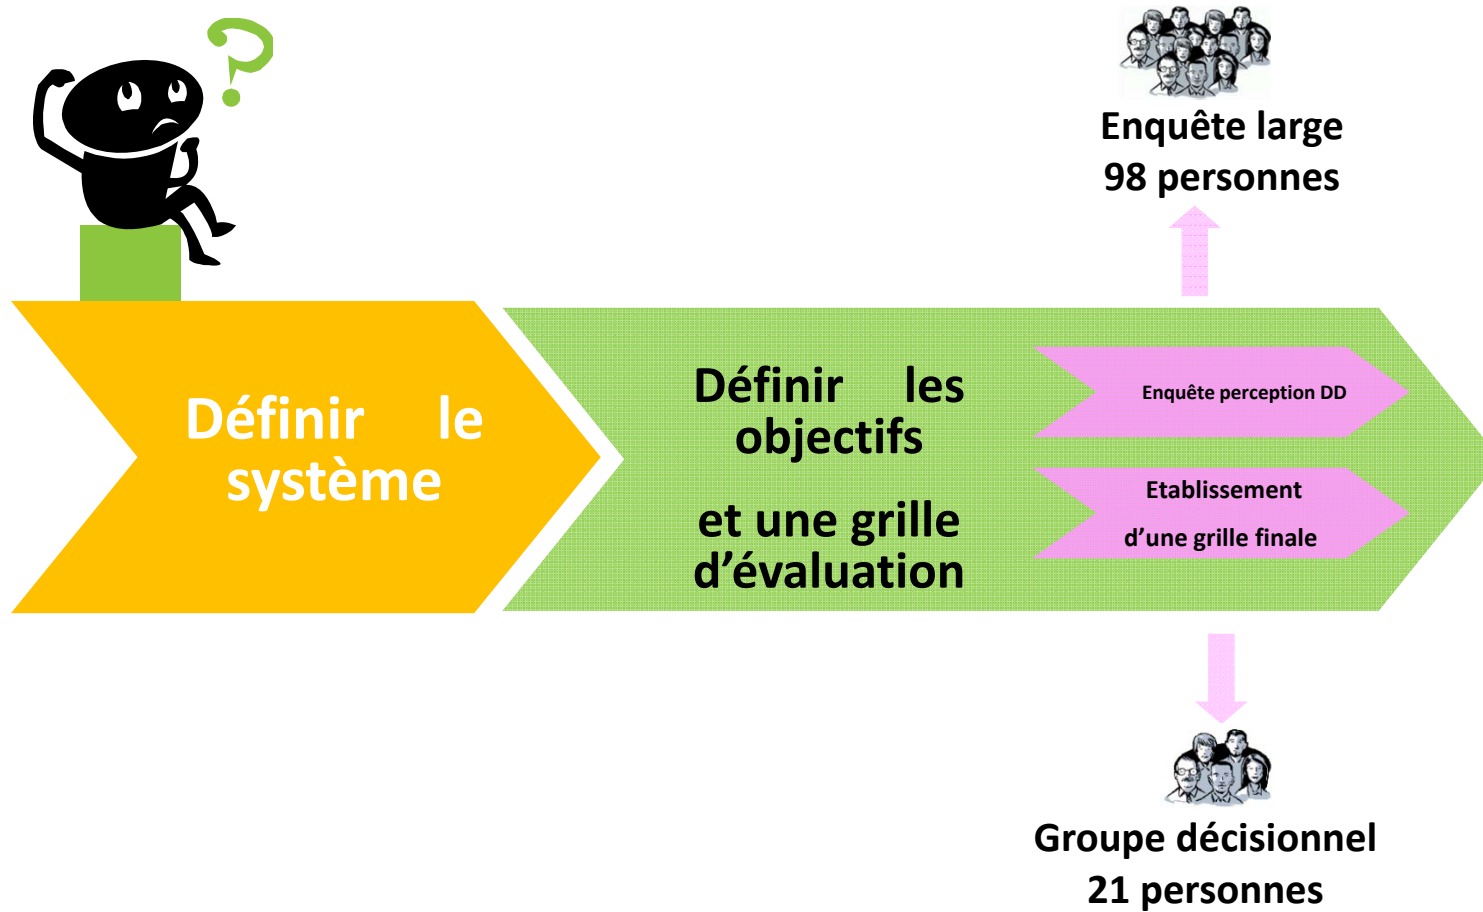 Enquête large
98 personnes
Définir le
système
Définir les
objectifs
et une grille
d’évaluation
Enquête perception DD
Etablissement
d’une grille finale
Groupe décisionnel
21 personnes